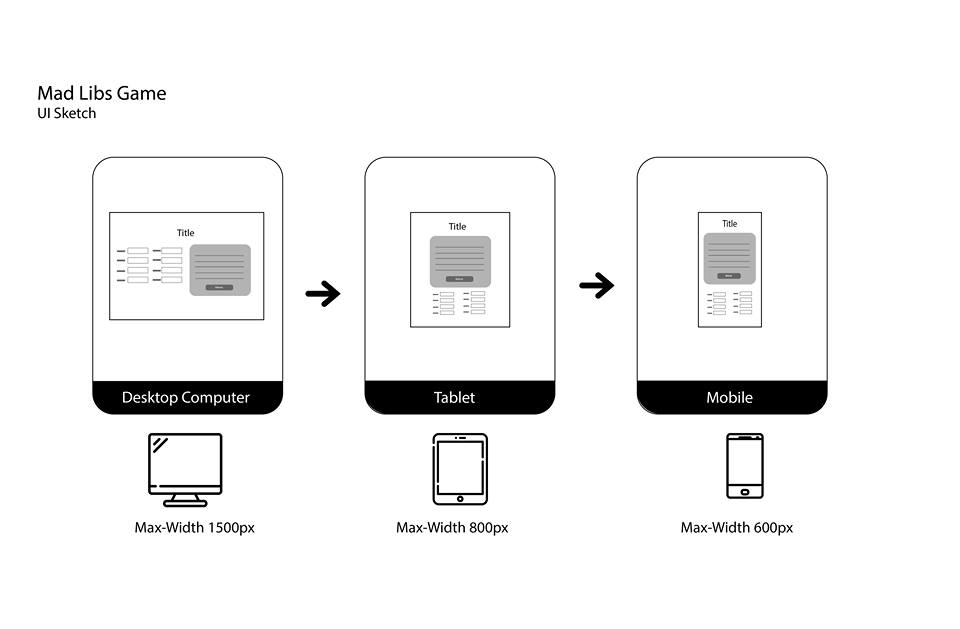 Mad Libs Game
UI Sketch
Title
Title
Title
Desktop Computer
Tablet
Mobile
Max-Width 1500px
Max-Width 800px
Max-Width 600px